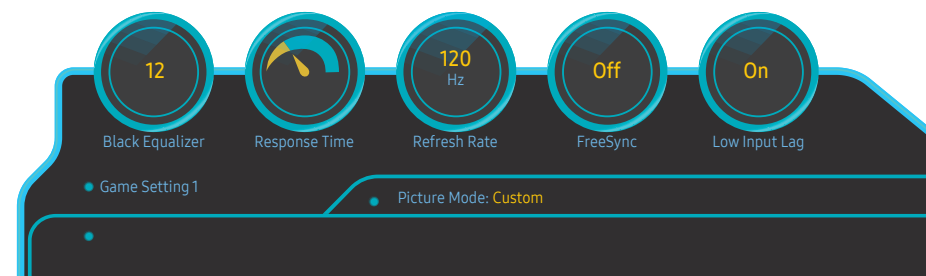 12
120
Hz
Off
On
Black Equalizer
Response Time
Refresh Rate
FreeSync
Low Input Lag
Game Setting 1
Picture Mode: Custom